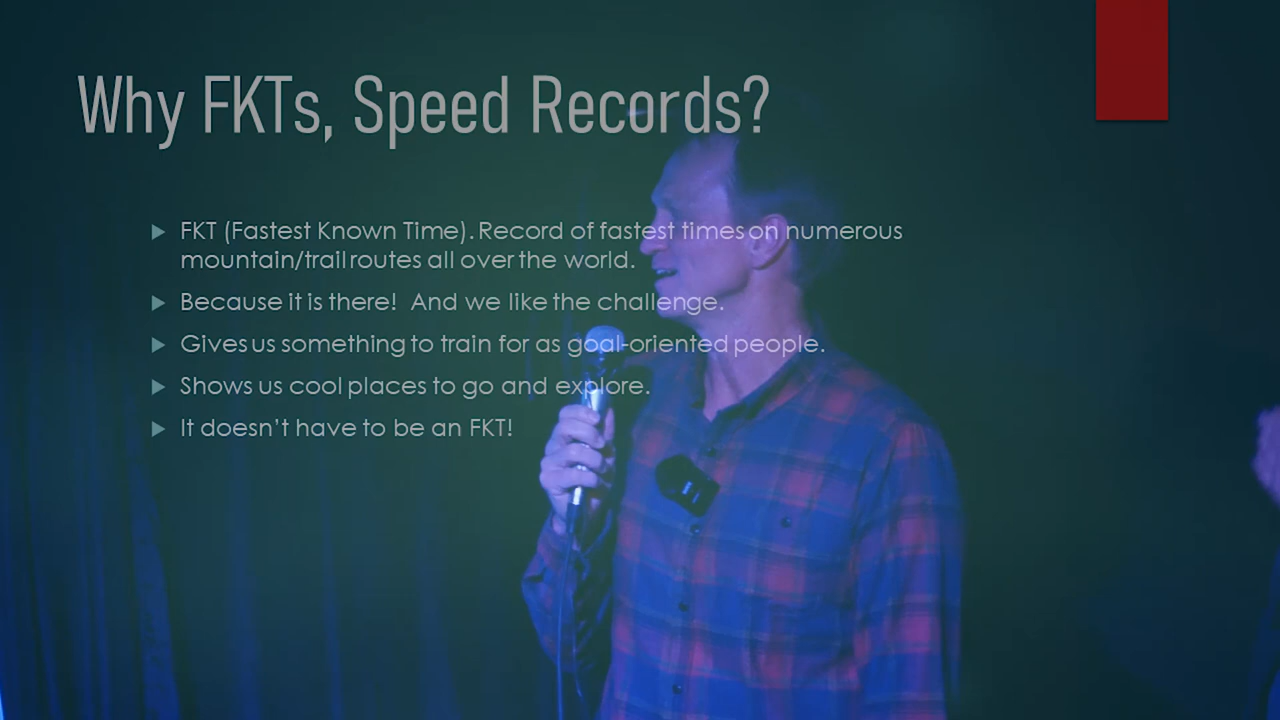 Why FKTs, Speed Records?
FKT (Fastest Known Time). Record of fastest times on numerous
mountain/trail routes all over the world.
Because it is there!  And we like the challenge.
Gives us something to train for as goal-oriented people.
Shows us cool places to go and explore.
It doesn’t have to be an FKT!